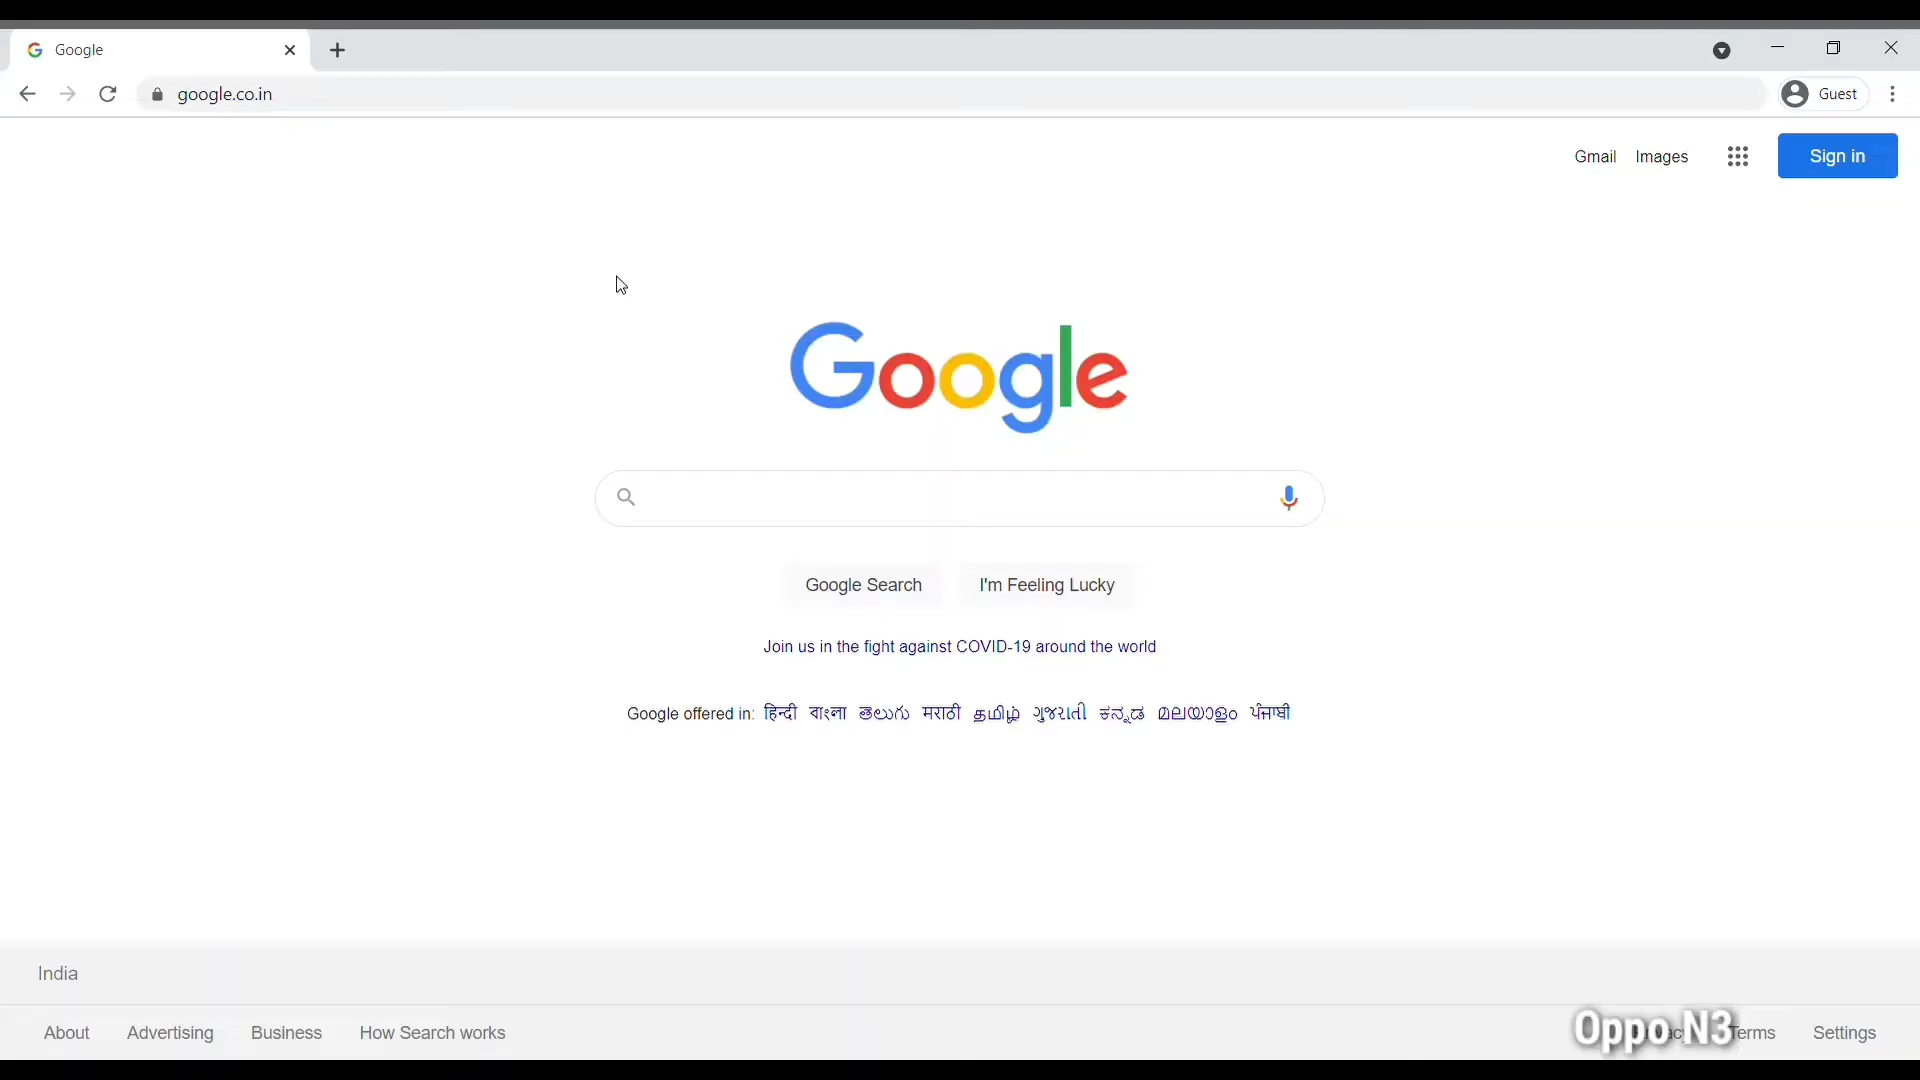 Google
google.co.in
Guest
Gmail Images
Sign in
Google
Google Search
I'm Feeling Lucky
Join us in the fight against COVID-19 around the world
Google offered in: हिन्दी বাংলা తెలుగు मराठी தமிழ் ગુજરાતી ಕನ್ನಡ മലയാളം ਪੰਜਾਬੀ
India
About Advertising Business How Search works
Terms Settings
Oppo N3